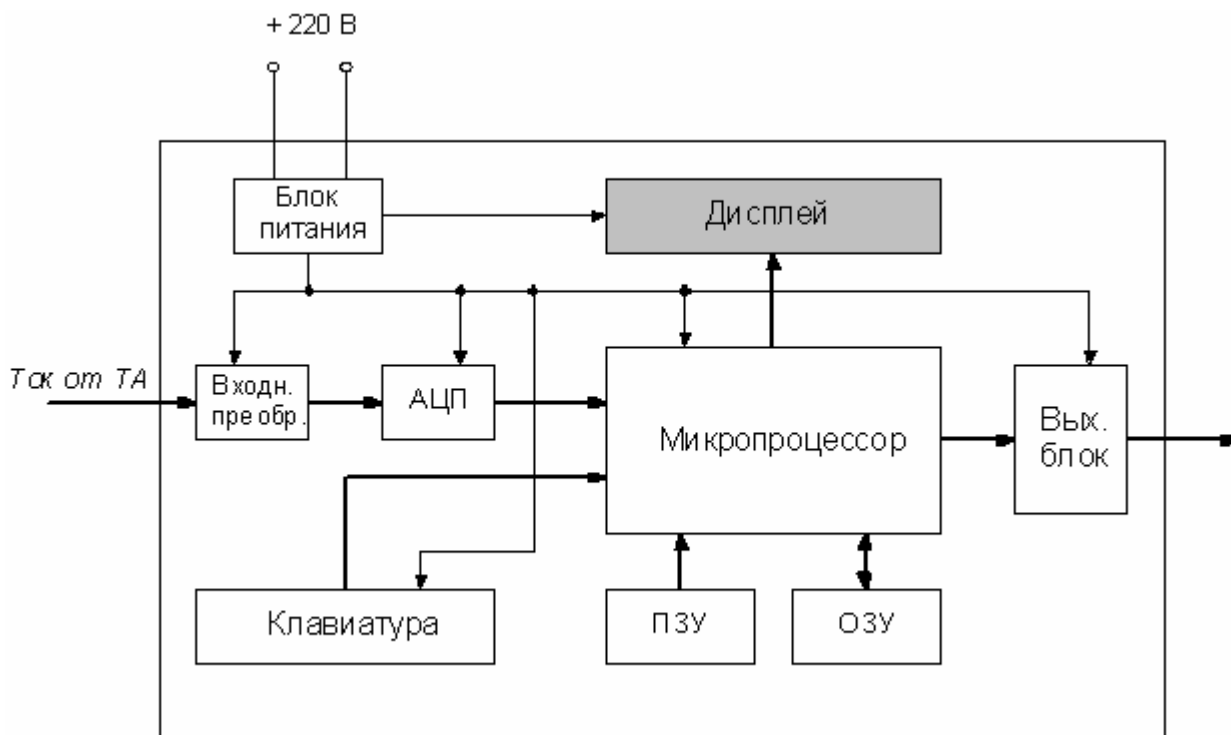 + 220 В
Блок
питания
Дисплей
Ток от ТА
Входн.
преобр.
АЦП
Микропроцессор
Вых.
блок
Клавиатура
ПЗУ
ОЗУ